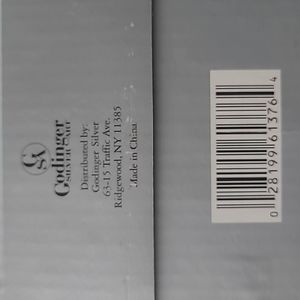 GSA
Godinger
SILVER ART
Distributed by:
Godinger Silver
63-15 Traffic Ave.
Ridgewood, NY 11385
Made in China
0 28199 61376 4